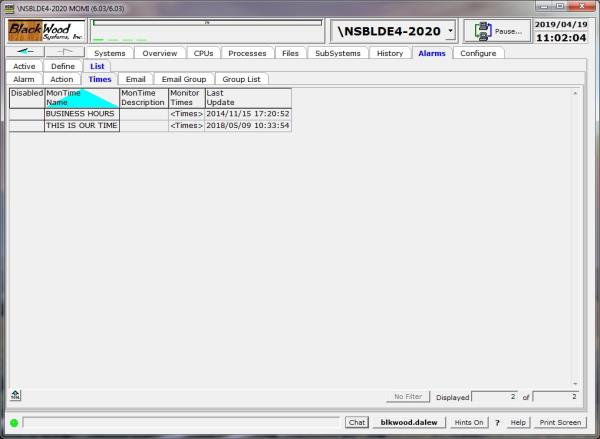 \NSBLDE4-2020 MOMI (6.03/6.03)
BlackWood Systems, Inc.
\NSBLDE4-2020
Pause...
2019/04/19
11:02:04
Systems Overview CPUs Processes Files SubSystems History Alarms Configure
Active Define List
Alarm Action Times Email Email Group Group List
Disabled MonTime Name MonTime Description Monitor Times Last Update
BUSINESS HOURS <Times> 2014/11/15 17:20:52
THIS IS OUR TIME <Times> 2018/05/09 10:33:54
No Filter Displayed 2 of 2
Chat blkwood.dalew Hints On ? Help Print Screen